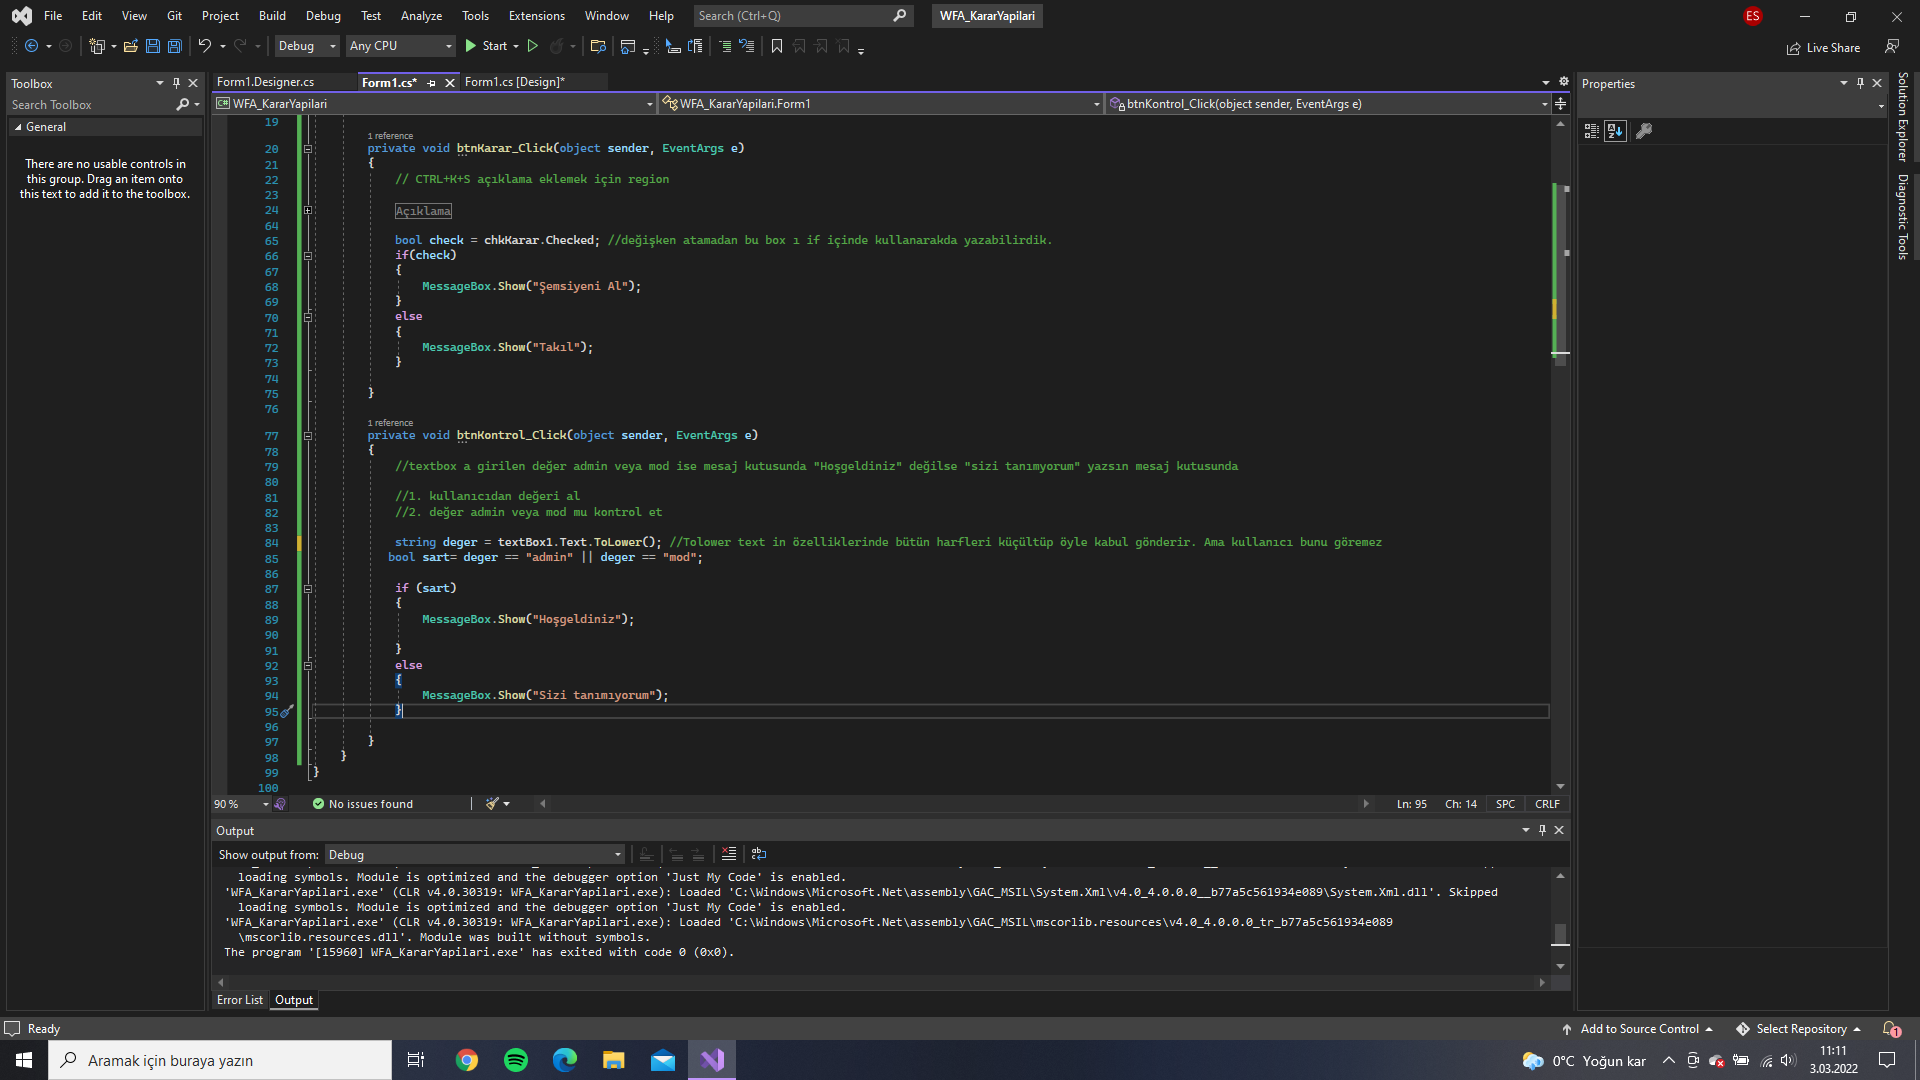 File Edit View Git Project Build Debug Test Analyze Tools Extensions Window Help Search (Ctrl+Q) WFA_KararYapilari ES
Debug Any CPU Start Live Share
Toolbox
Search Toolbox
General
There are no usable controls in
this group. Drag an item onto
this text to add it to the toolbox.
Form1.Designer.cs Form1.cs* Form1.cs [Design]*
WFA_KararYapilari WFA_KararYapilari.Form1 btnKontrol_Click(object sender, EventArgs e)
19
1 reference
20 private void btnKarar_Click(object sender, EventArgs e)
21 {
22 // CTRL+K+S açıklama eklemek için region
23
24 Açıklama
64
65 bool check = chkKarar.Checked; //değişken atamadan bu box ı if içinde kullanarakda yazabilirdik.
66 if(check)
67 {
68 MessageBox.Show("Şemsiyeni Al");
69 }
70 else
71 {
72 MessageBox.Show("Takıl");
73 }
74
75 }
76
1 reference
77 private void btnKontrol_Click(object sender, EventArgs e)
78 {
79 //textbox a girilen değer admin veya mod ise mesaj kutusunda "Hoşgeldiniz" değilse "sizi tanımyorum" yazsın mesaj kutusunda
80
81 //1. kullanıcıdan değeri al
82 //2. değer admin veya mod mu kontrol et
83
84 string deger = textBox1.Text.ToLower(); //Tolower text in özelliklerinde bütün harfleri küçültüp öyle kabul gönderir. Ama kullanıcı bunu göremez
85 bool sart= deger == "admin" || deger == "mod";
86
87 if (sart)
88 {
89 MessageBox.Show("Hoşgeldiniz");
90
91 }
92 else
93 {
94 MessageBox.Show("Sizi tanımıyorum");
95 }
96
97 }
98 }
99 }
100
90 % No issues found Ln: 95 Ch: 14 SPC CRLF
Output
Show output from: Debug
loading symbols. Module is optimized and the debugger option 'Just My Code' is enabled.
'WFA_KararYapilari.exe' (CLR v4.0.30319: WFA_KararYapilari.exe): Loaded 'C:\Windows\Microsoft.Net\assembly\GAC_MSIL\System.Xml\v4.0_4.0.0.0__b77a5c561934e089\System.Xml.dll'. Skipped
loading symbols. Module is optimized and the debugger option 'Just My Code' is enabled.
'WFA_KararYapilari.exe' (CLR v4.0.30319: WFA_KararYapilari.exe): Loaded 'C:\Windows\Microsoft.Net\assembly\GAC_MSIL\mscorlib.resources\v4.0_4.0.0.0_tr_b77a5c561934e089
\mscorlib.resources.dll'. Module was built without symbols.
The program '[15960] WFA_KararYapilari.exe' has exited with code 0 (0x0).
Error List Output
Properties
Solution Explorer
Diagnostic Tools
Ready Add to Source Control Select Repository 1
Aramak için buraya yazın 0°C Yoğun kar 11:11
3.03.2022